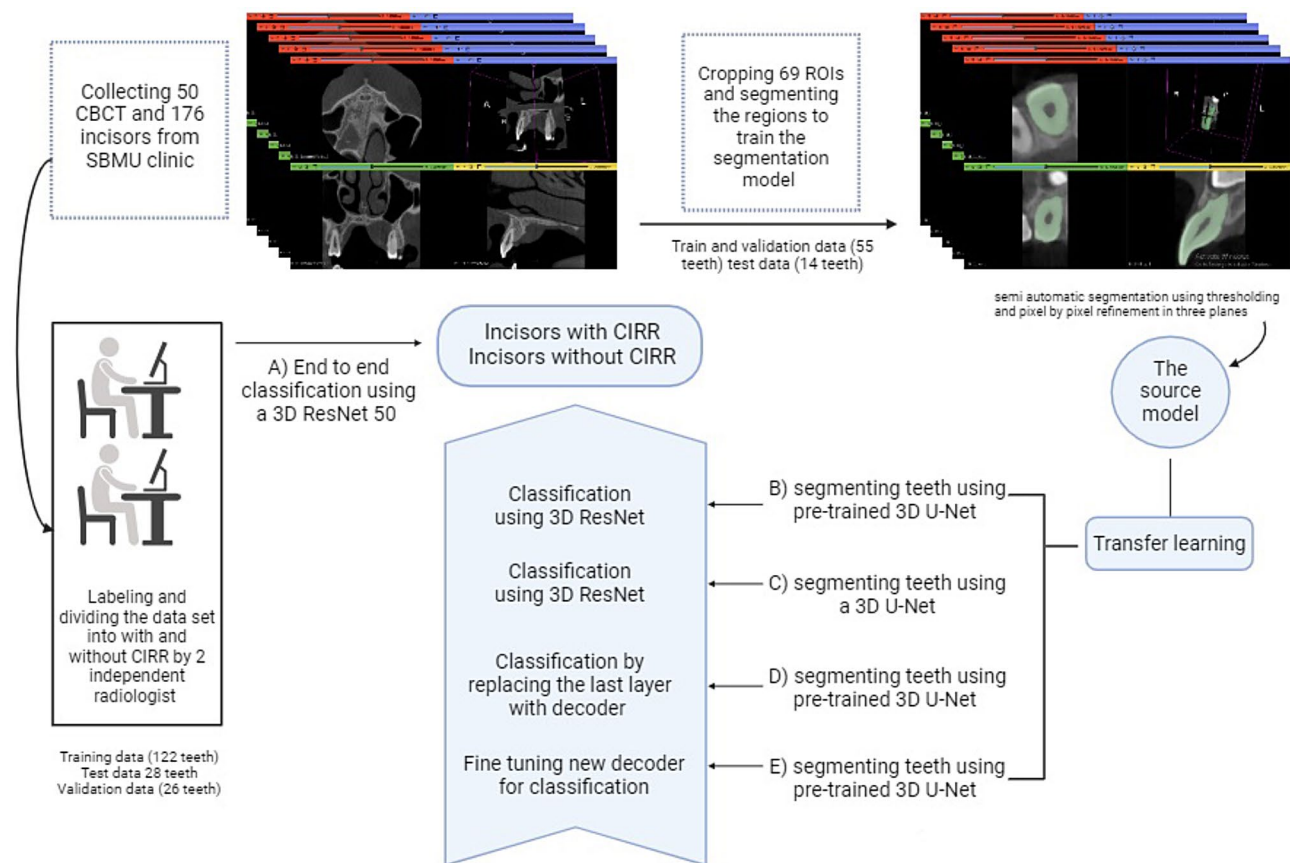 Collecting 50
CBCT and 176
incisors from
SBMU clinic
Cropping 69 ROIs
and segmenting
the regions to
train the
segmentation
model
Train and validation data (55
teeth) test data (14 teeth)
semi automatic segmentation using thresholding
and pixel by pixel refinement in three planes
The
source
model
Transfer learning
A) End to end
classification using
a 3D ResNet 50
Incisors with CIRR
Incisors without CIRR
Labeling and
dividing the data set
into with and
without CIRR by 2
independent
radiologist
Training data (122 teeth)
Test data 28 teeth
Validation data (26 teeth)
Classification
using 3D ResNet
B) segmenting teeth using
pre-trained 3D U-Net
Classification
using 3D ResNet
C) segmenting teeth using
a 3D U-Net
Classification by
replacing the last layer
with decoder
D) segmenting teeth using
pre-trained 3D U-Net
Fine tuning new decoder
for classification
E) segmenting teeth using
pre-trained 3D U-Net